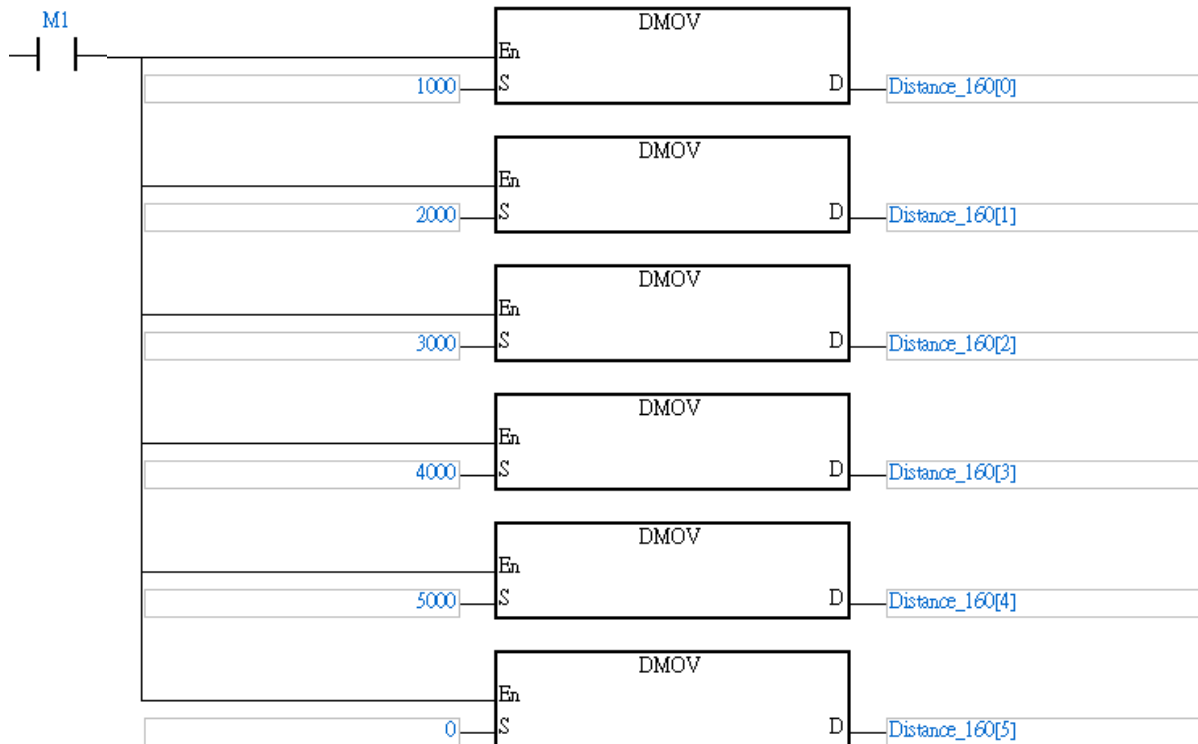 M1
DMOV
En
1000 S D Distance_160[0]
DMOV
En
2000 S D Distance_160[1]
DMOV
En
3000 S D Distance_160[2]
DMOV
En
4000 S D Distance_160[3]
DMOV
En
5000 S D Distance_160[4]
DMOV
En
0 S D Distance_160[5]